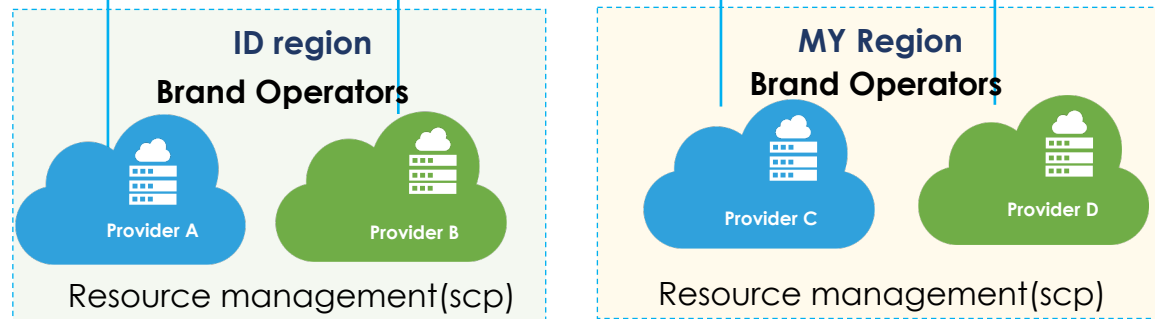 ID region
Brand Operators
Provider A
Provider B
Resource management(scp)
MY Region
Brand Operators
Provider C
Provider D
Resource management(scp)